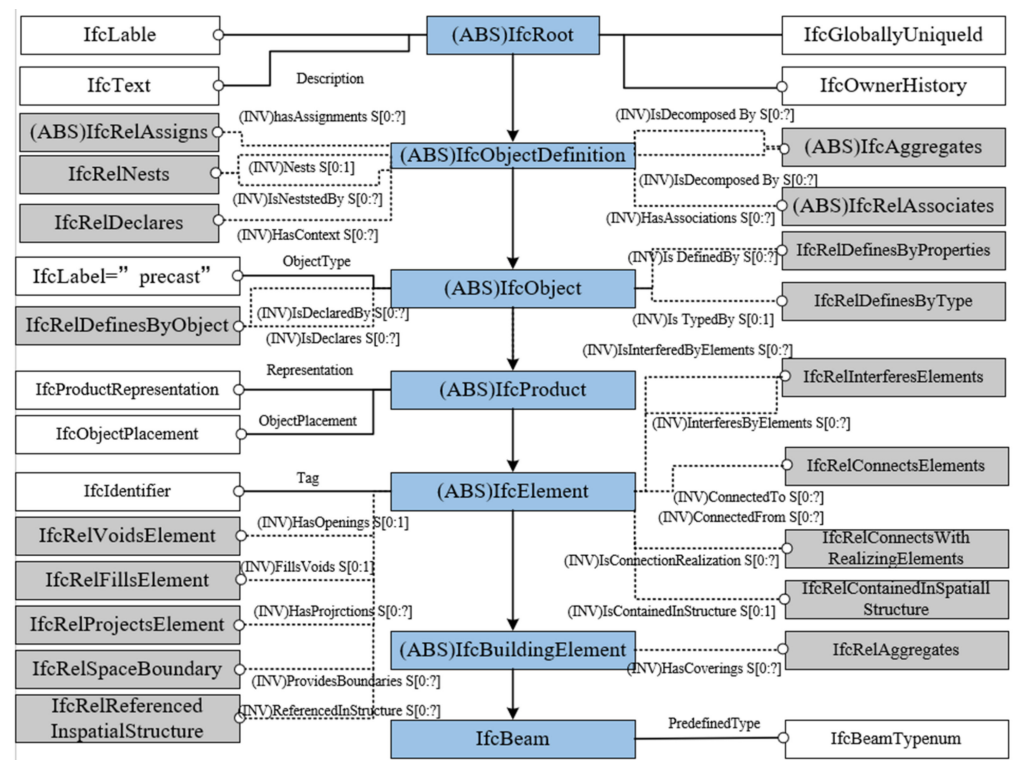 IfcLable
(ABS)IfcRoot
IfcGloballyUniqueId
IfcText
Description
IfcOwnerHistory
(INV)hasAssignments S[0:?]
(INV)IsDecomposed By S[0:?]
(ABS)IfcRelAssigns
(ABS)IfcObjectDefinition
(ABS)IfcAggregates
IfcRelNests
(INV)Nests S[0:1]
(INV)IsDecomposed By S[0:?]
(INV)IsNeststedBy S[0:?]
(ABS)IfcRelAssociates
IfcRelDeclares
(INV)HasAssociations S[0:?]
(INV)HasContext S[0:?]
IfcRelDefinesByProperties
ObjectType
(INV)Is DefinedBy S[0:?]
IfcLabel=”precast”
(ABS)IfcObject
IfcRelDefinesByType
(INV)IsDeclaredBy S[0:?]
(INV)Is TypedBy S[0:1]
IfcRelDefinesByObject
(INV)IsDeclares S[0:?]
(INV)IsInterferedByElements S[0:?]
Representation
IfcRelInterferesElements
IfcProductRepresentation
(ABS)IfcProduct
ObjectPlacement
(INV)InterferesByElements S[0:?]
IfcObjectPlacement
IfcRelConnectsElements
Tag
IfcIdentifier
(ABS)IfcElement
(INV)ConnectedTo S[0:?]
(INV)ConnectedFrom S[0:?]
(INV)HasOpenings S[0:1]
IfcRelVoidsElement
IfcRelConnectsWith
RealizingElements
(INV)FillsVoids S[0:1]
(INV)IsConnectionRealization S[0:?]
IfcRelFillsElement
IfcRelContainedInSpatiall
Structure
(INV)HasProjrctions S[0:?]
(INV)IsContainedInStructure S[0:1]
IfcRelProjectsElement
(ABS)IfcBuildingElement
IfcRelAggregates
IfcRelSpaceBoundary
(INV)HasCoverings S[0:?]
(INV)ProvidesBoundaries S[0:?]
IfcRelReferenced
InspatialStructure
(INV)ReferencedInStructure S[0:?]
PredefinedType
IfcBeam
IfcBeamTypenum